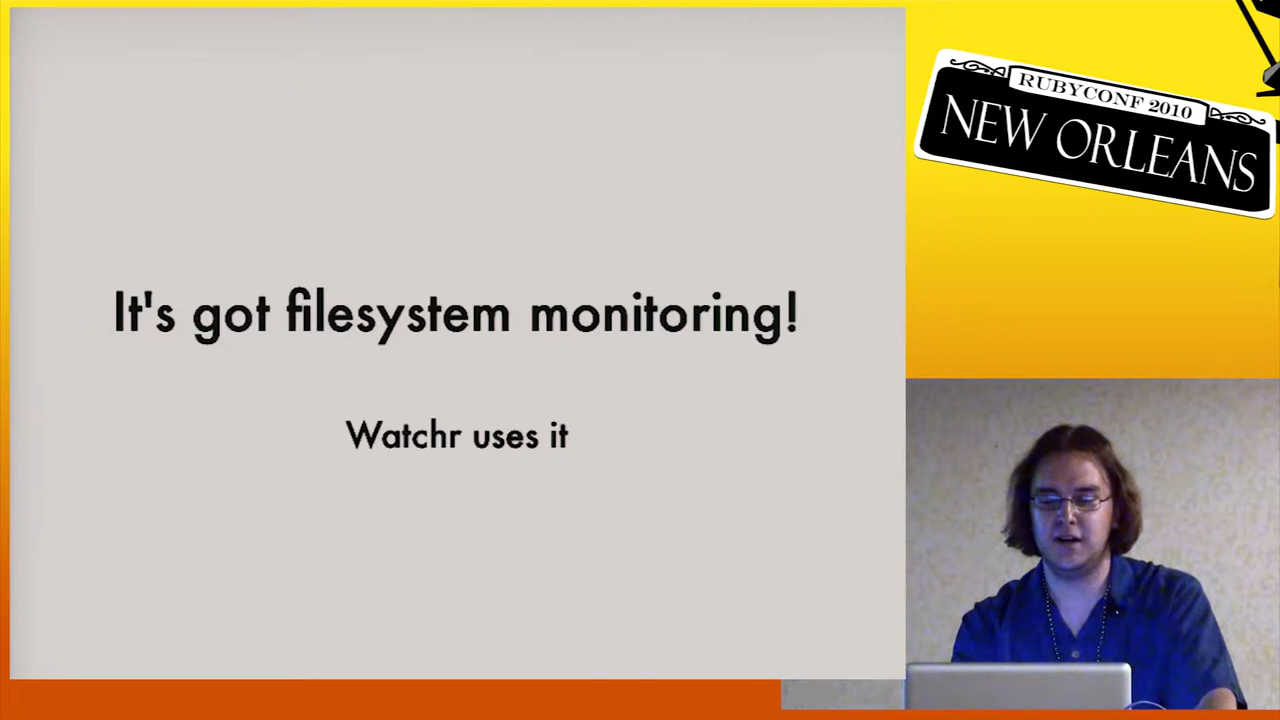 It's got filesystem monitoring!
Watchr uses it
RUBYCONF 2010
NEW ORLEANS